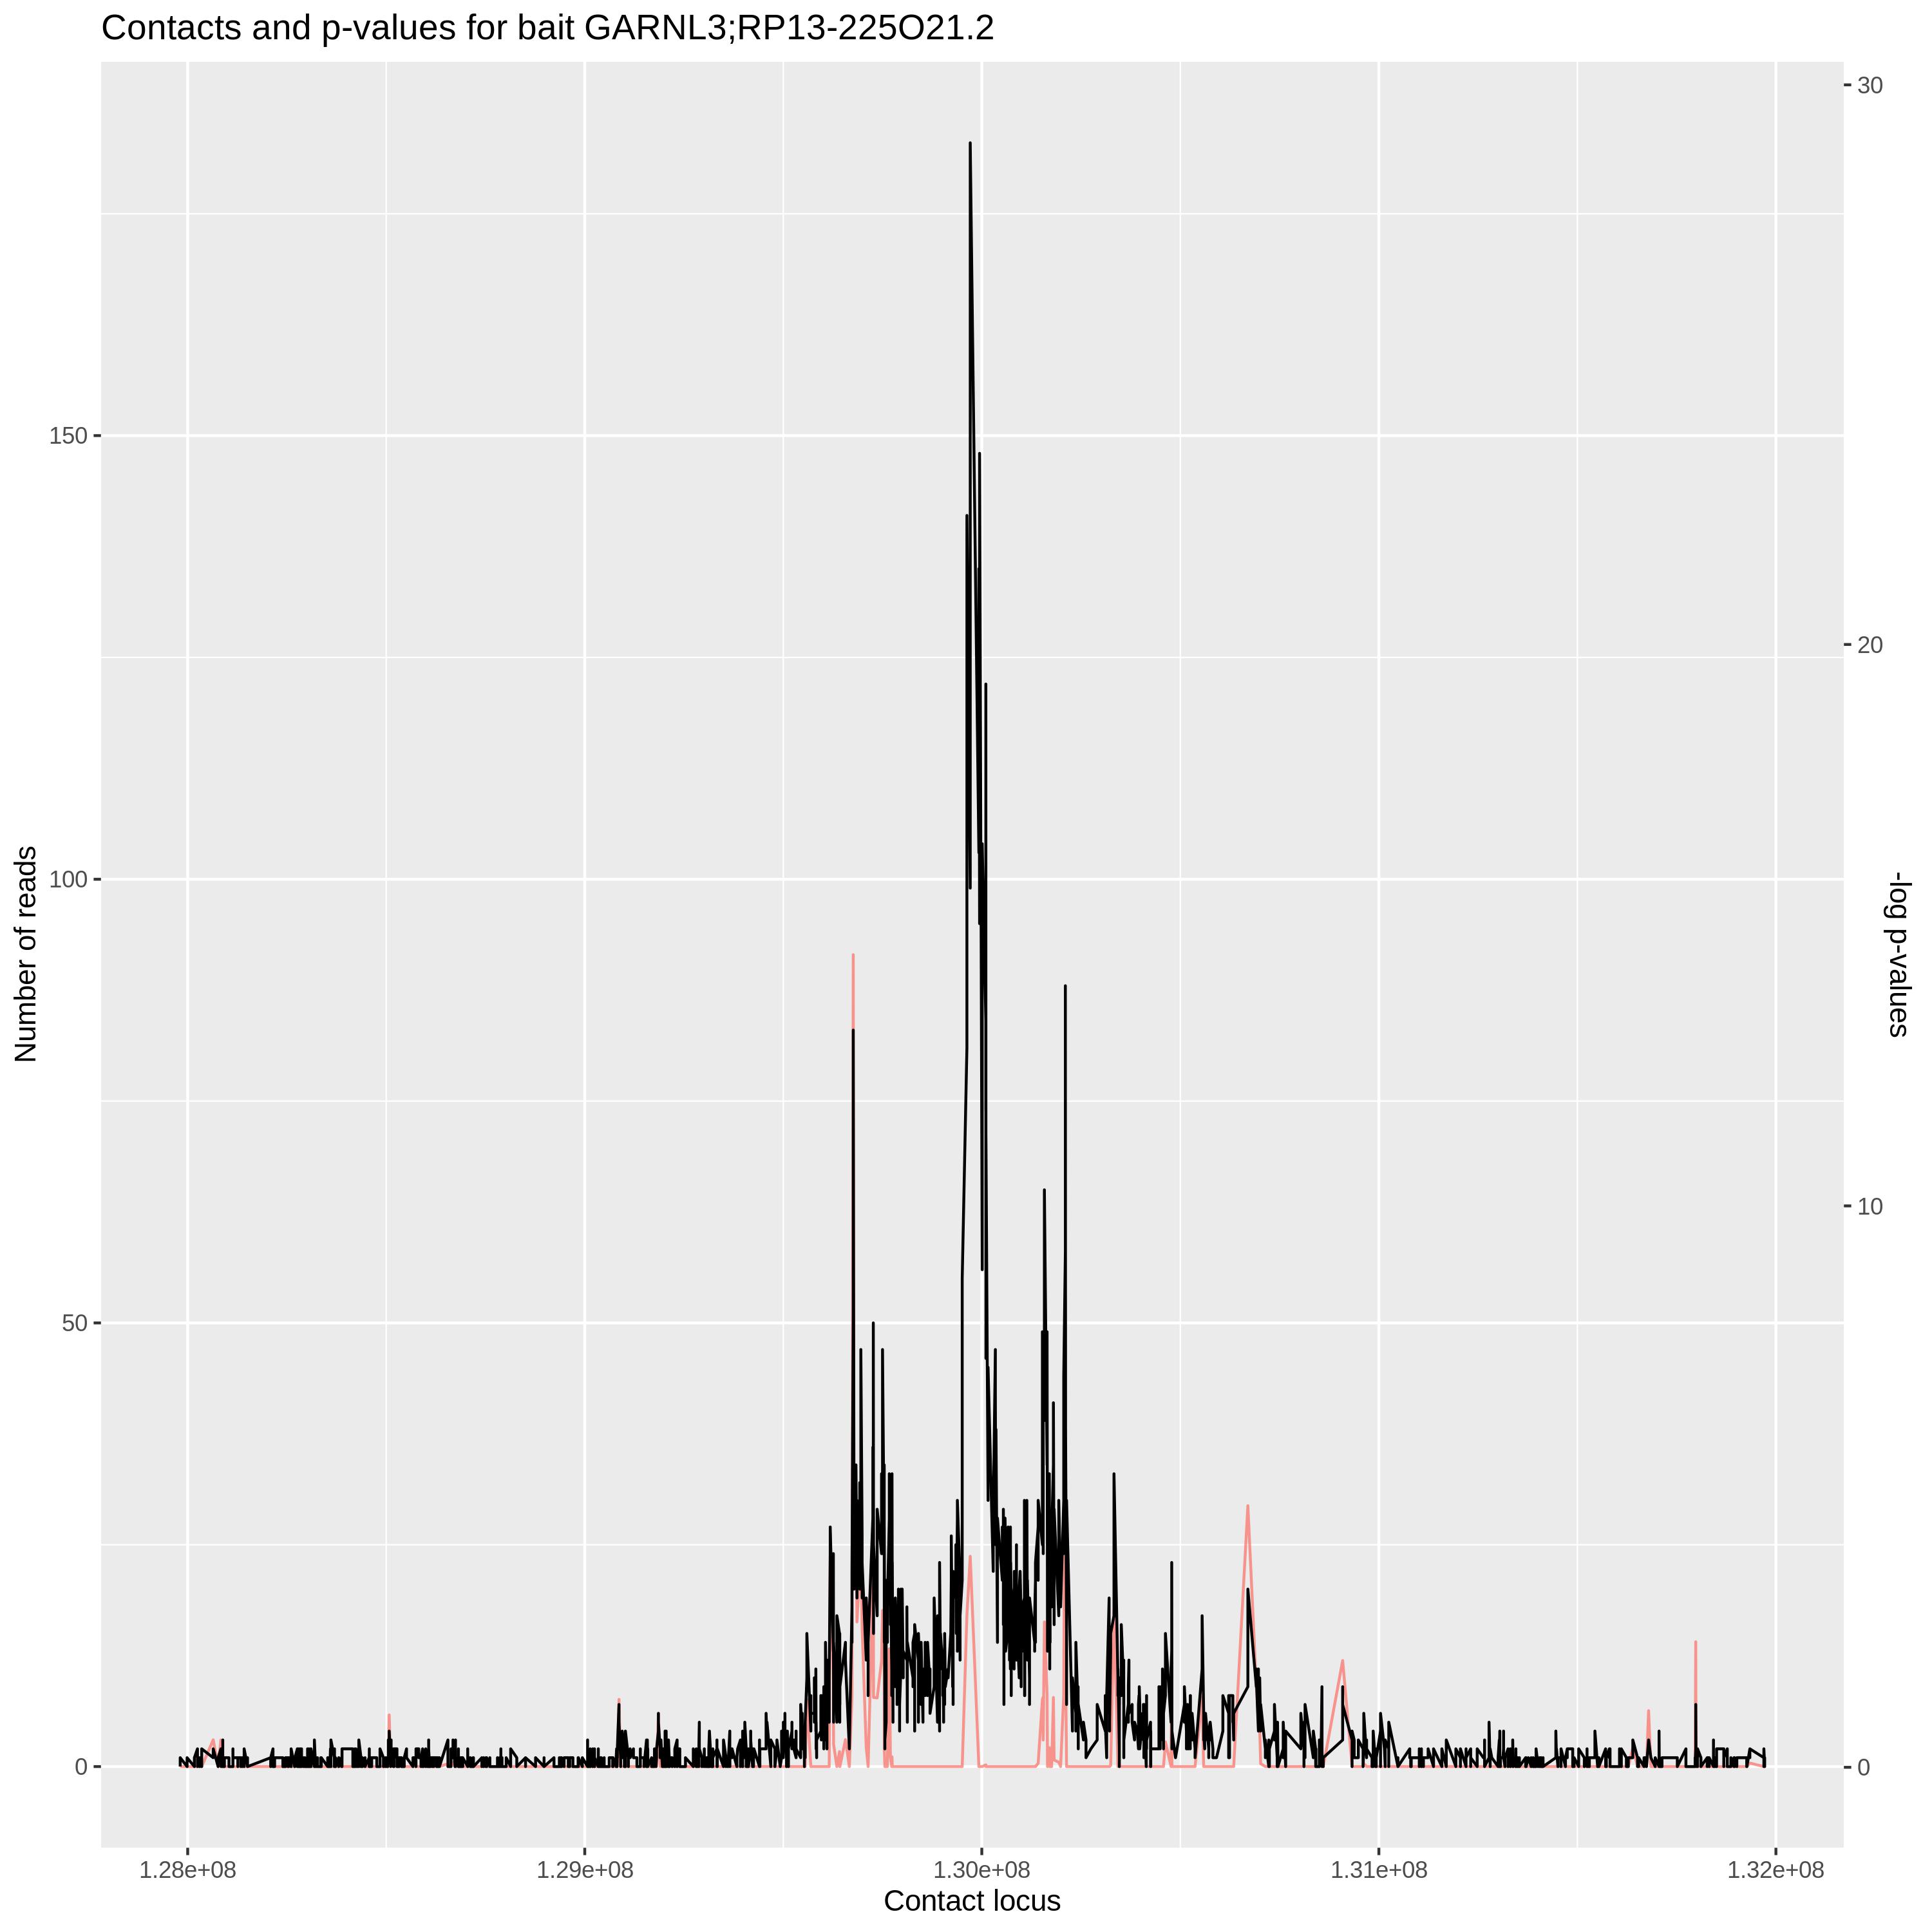 Contacts and p-values for bait GARNL3;RP13-225O21.2
30
150
20
100
Number of reads
-log p-values
10
50
0
0
1.28e+08 1.29e+08 1.30e+08 1.31e+08 1.32e+08
Contact locus